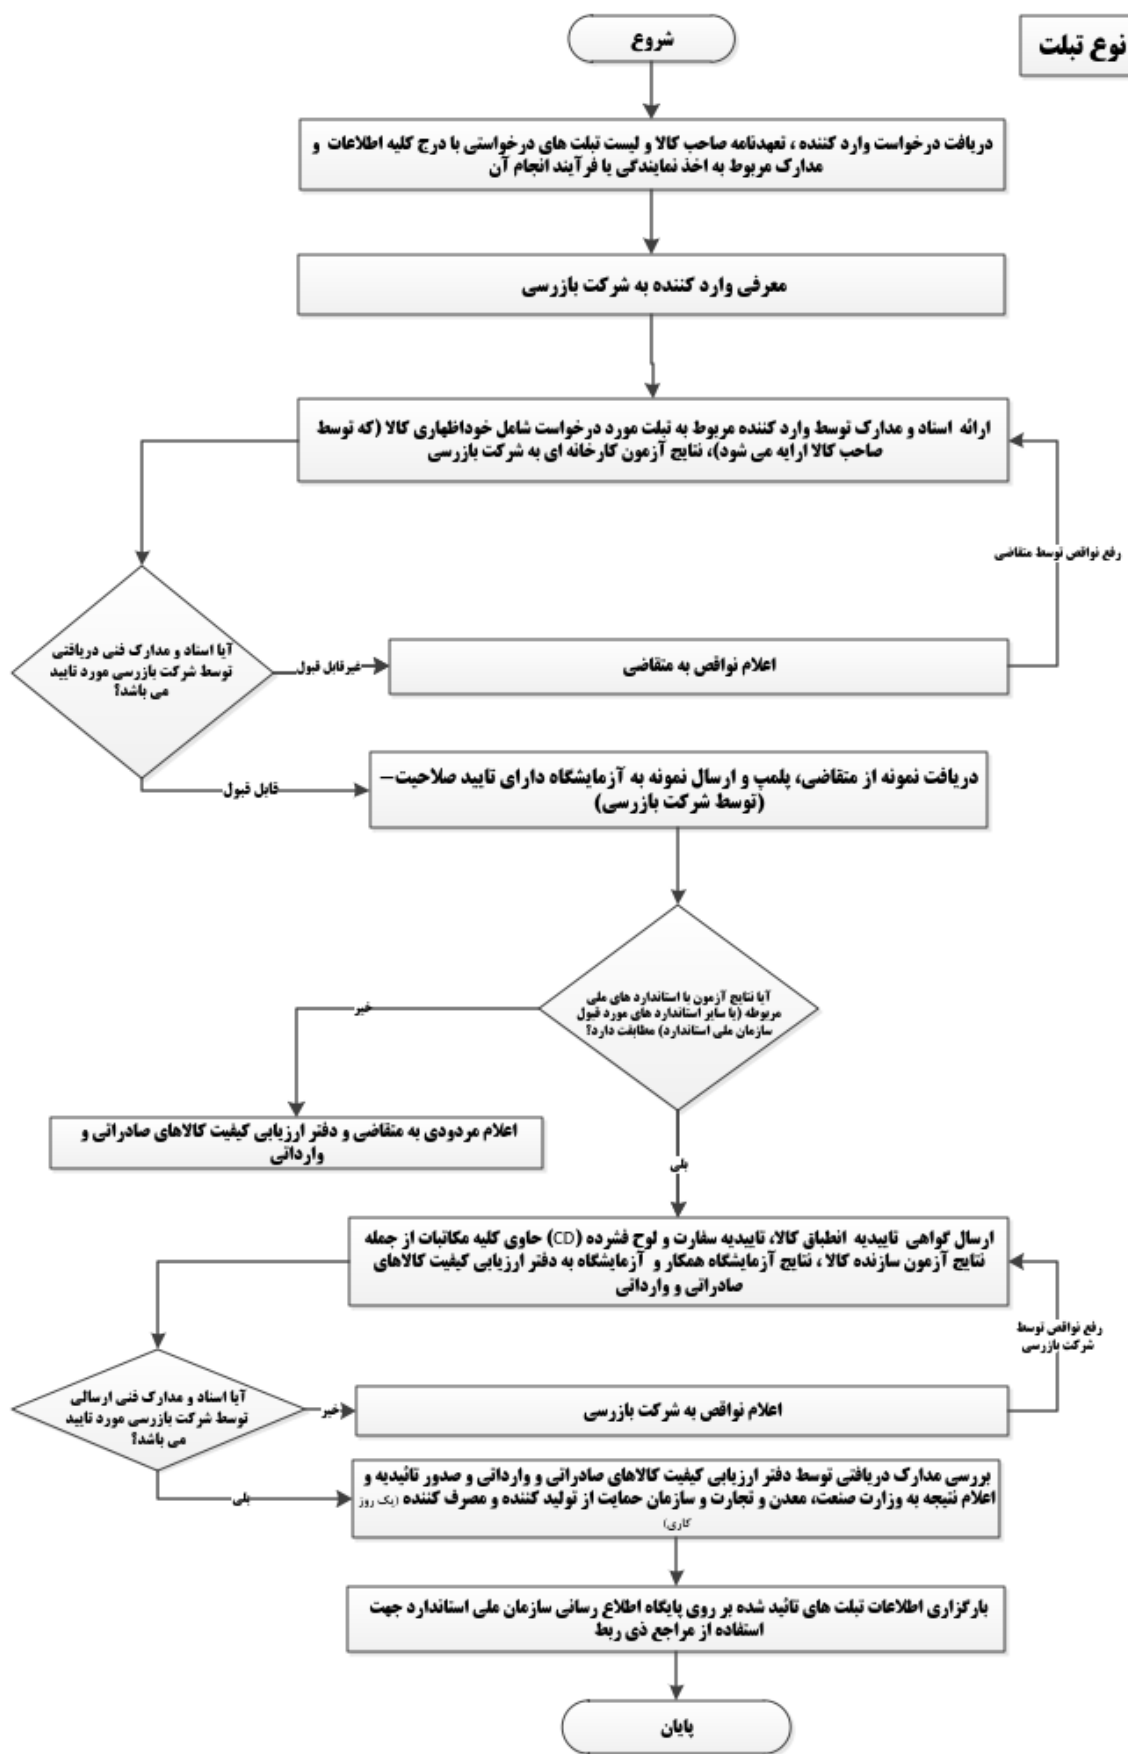 نوع تبلت
شروع
دریافت درخواست وارد کننده ، تعهدنامه صاحب کالا و لیست تبلت های درخواستی با درج کلیه اطلاعات و
مدارک مربوط به اخذ نمایندگی یا فرآیند انجام آن
معرفی وارد کننده به شرکت بازرسی
ارائه اسناد و مدارک توسط وارد کننده مربوط به تبلت مورد درخواست شامل خوداظهاری کالا (که توسط
صاحب کالا ارایه می شود)، نتایج آزمون کارخانه ای به شرکت بازرسی
رفع نواقص توسط متقاضی
آیا اسناد و مدارک فنی دریافتی
توسط شرکت بازرسی مورد تایید
می باشد؟
غیرقابل قبول
اعلام نواقص به متقاضی
قابل قبول
دریافت نمونه از متقاضی، پلمپ و ارسال نمونه به آزمایشگاه دارای تایید صلاحیت–
(توسط شرکت بازرسی)
آیا نتایج آزمون با استاندارد های ملی
مربوطه (یا سایر استاندارد های مورد قبول
سازمان ملی استاندارد) مطابقت دارد؟
خیر
اعلام مردودی به متقاضی و دفتر ارزیابی کیفیت کالاهای صادراتی و
وارداتی
بلی
ارسال گواهی تاییدیه انطباق کالا، تاییدیه سفارت و لوح فشرده (CD) حاوی کلیه مکاتبات از جمله
نتایج آزمون سازنده کالا ، نتایج آزمایشگاه همکار و آزمایشگاه به دفتر ارزیابی کیفیت کالاهای
صادراتی و وارداتی
رفع نواقص توسط
شرکت بازرسی
آیا اسناد و مدارک فنی ارسالی
توسط شرکت بازرسی مورد تایید
می باشد؟
خیر
اعلام نواقص به شرکت بازرسی
بلی
بررسی مدارک دریافتی توسط دفتر ارزیابی کیفیت کالاهای صادراتی و وارداتی و صدور تائیدیه و
اعلام نتیجه به وزارت صنعت، معدن و تجارت و سازمان حمایت از تولید کننده و مصرف کننده (یک روز
کاری)
بارگزاری اطلاعات تبلت های تائید شده بر روی پایگاه اطلاع رسانی سازمان ملی استاندارد جهت
استفاده از مراجع ذی ربط
پایان